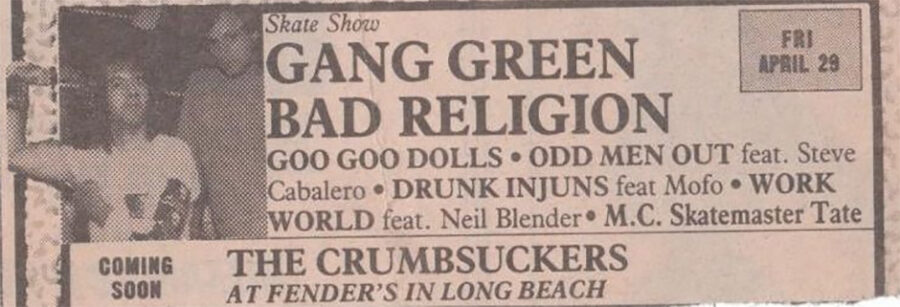 Skate Show
GANG GREEN
FRI
APRIL 29
BAD RELIGION
GOO GOO DOLLS • ODD MEN OUT feat. Steve
Cabalero • DRUNK INJUNS feat Mofo • WORK
WORLD feat. Neil Blender • M.C. Skatemaster Tate
COMING
SOON
THE CRUMBSUCKERS
AT FENDER'S IN LONG BEACH